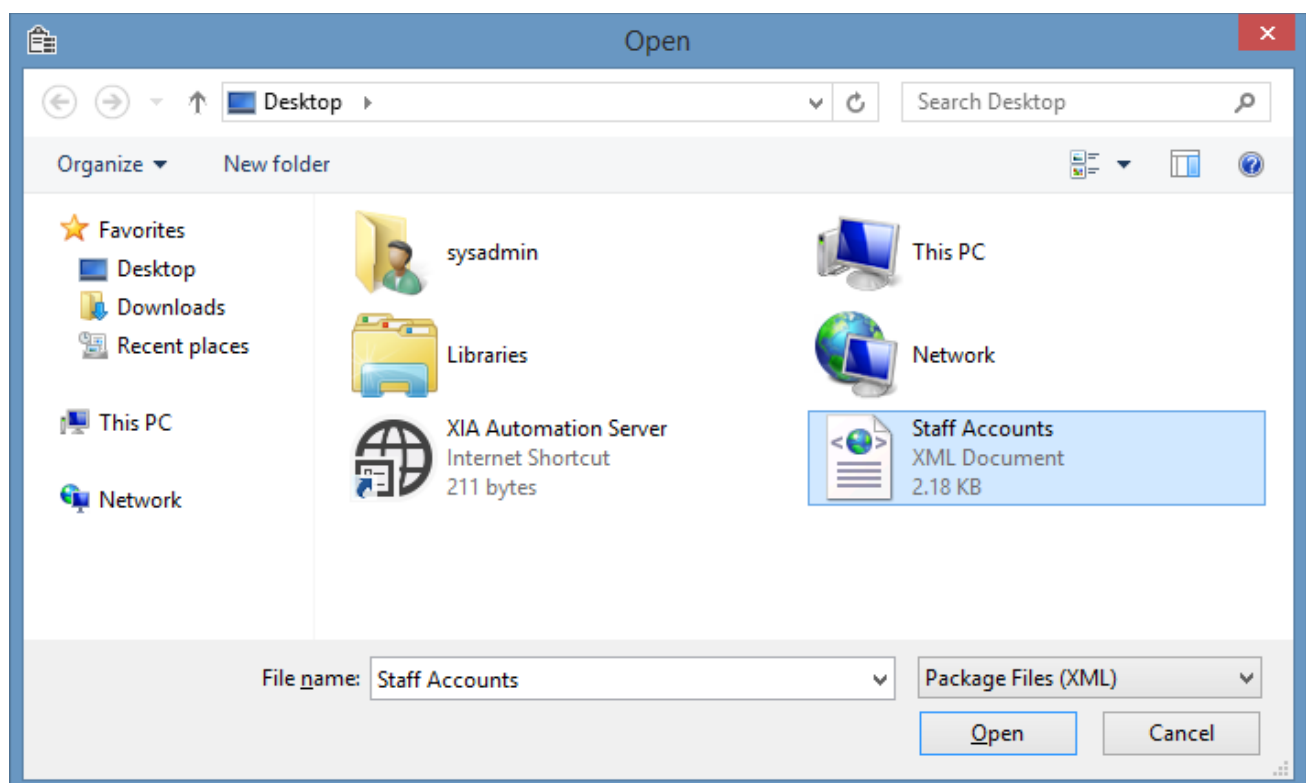 Open
Desktop
Search Desktop
Organize
New folder
Favorites
Desktop
Downloads
Recent places
This PC
Network
sysadmin
This PC
Libraries
Network
XIA Automation Server
Internet Shortcut
211 bytes
Staff Accounts
XML Document
2.18 KB
File name:
Staff Accounts
Package Files (XML)
Open
Cancel